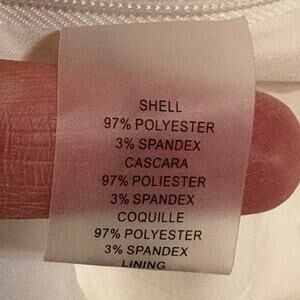 SHELL
97% POLYESTER
3% SPANDEX
CASCARA
97% POLIESTER
3% SPANDEX
COQUILLE
97% POLYESTER
3% SPANDEX
LINING